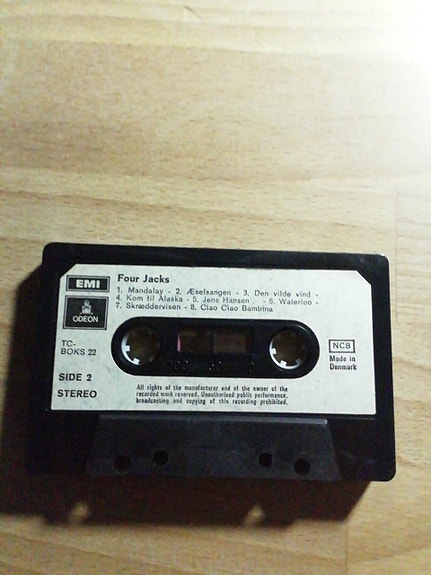 EMI
Four Jacks
1. Mandalay - 2. Æselsangen - 3. Den vilde vind -
4. Kom til Alaska - 5. Jens Hansen - 6. Waterloo -
7. Skræddervisen - 8. Ciao Ciao Bambina
ODEON
TC-
BOKS 22
SIDE 2
STEREO
NCB
Made in
Denmark
All rights of the manufacturer and of the owner of the
recorded work reserved. Unauthorised public performance,
broadcasting and copying of this recording prohibited.